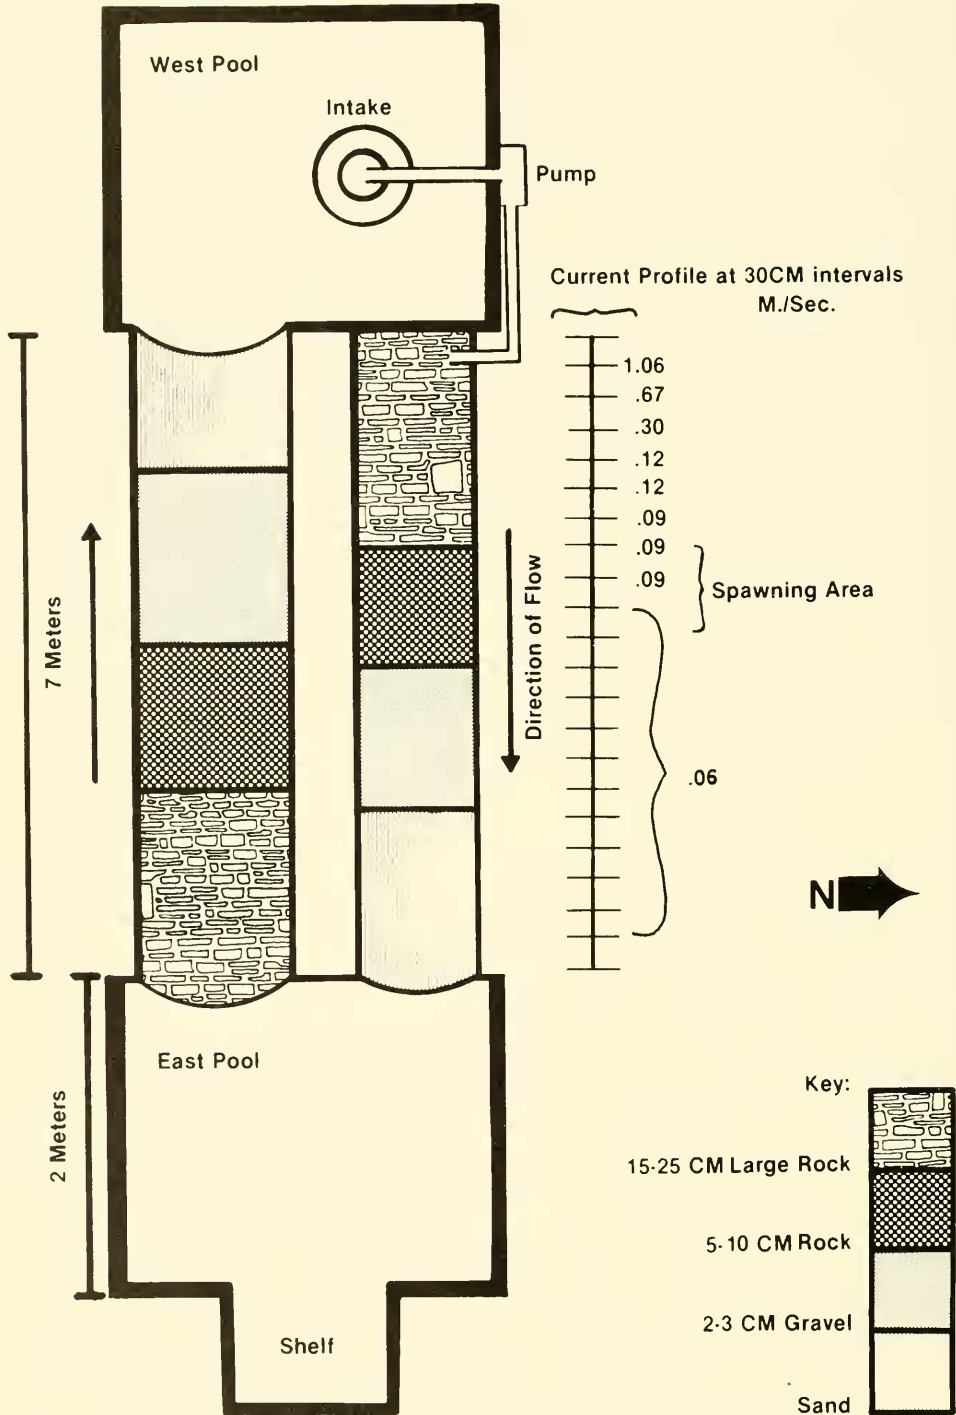 West Pool
Intake
Pump
Current Profile at 30CM intervals
M./Sec.
1.06
.67
.30
.12
.12
.09
.09
.09
Spawning Area
7 Meters
Direction of Flow
.06
N
East Pool
2 Meters
Shelf
Key:
15-25 CM Large Rock
5-10 CM Rock
2-3 CM Gravel
Sand